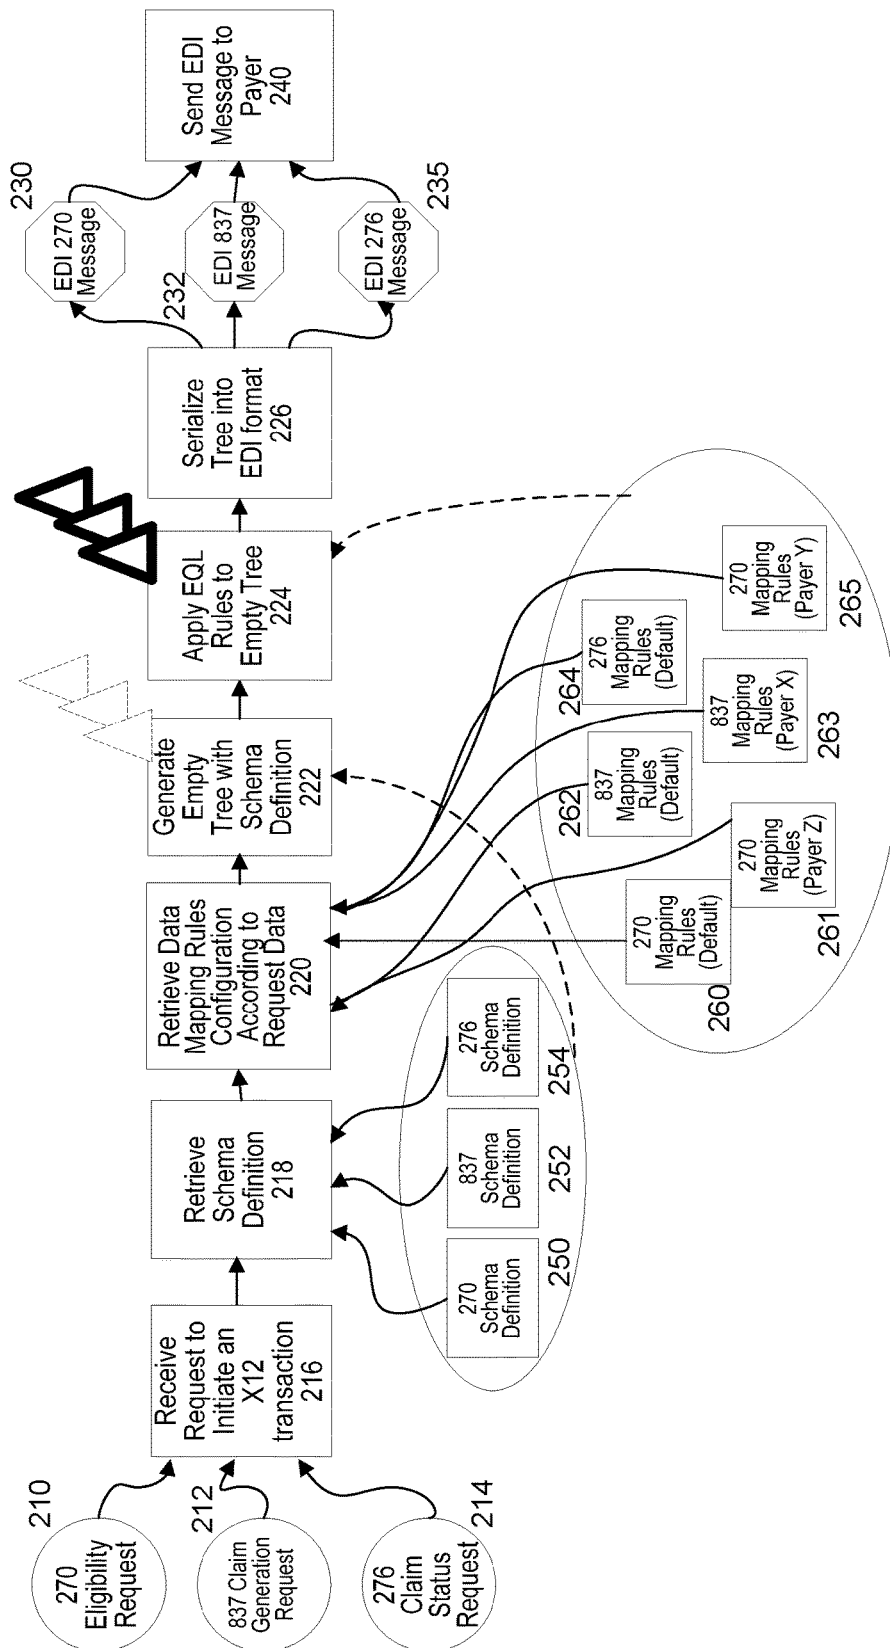 270
Eligibility
Request
210
837 Claim
Generation
Request
212
276
Claim
Status
Request
214
Receive
Request to
Initiate an
X12
transaction
216
Retrieve
Schema
Definition
218
Retrieve Data
Mapping Rules
Configuration
According to
Request Data
220
Generate
Empty
Tree with
Schema
Definition
222
Apply EQL
Rules to
Empty Tree
224
Serialize
Tree into
EDI format
226
EDI 270
Message
230
EDI 837
Message
232
EDI 276
Message
235
Send EDI
Message to
Payer
240
270
Schema
Definition
250
837
Schema
Definition
252
276
Schema
Definition
254
270
Mapping
Rules
(Default)
260
270
Mapping
Rules
(Payer Z)
261
837
Mapping
Rules
(Default)
262
837
Mapping
Rules
(Payer X)
263
276
Mapping
Rules
(Default)
264
270
Mapping
Rules
(Payer Y)
265